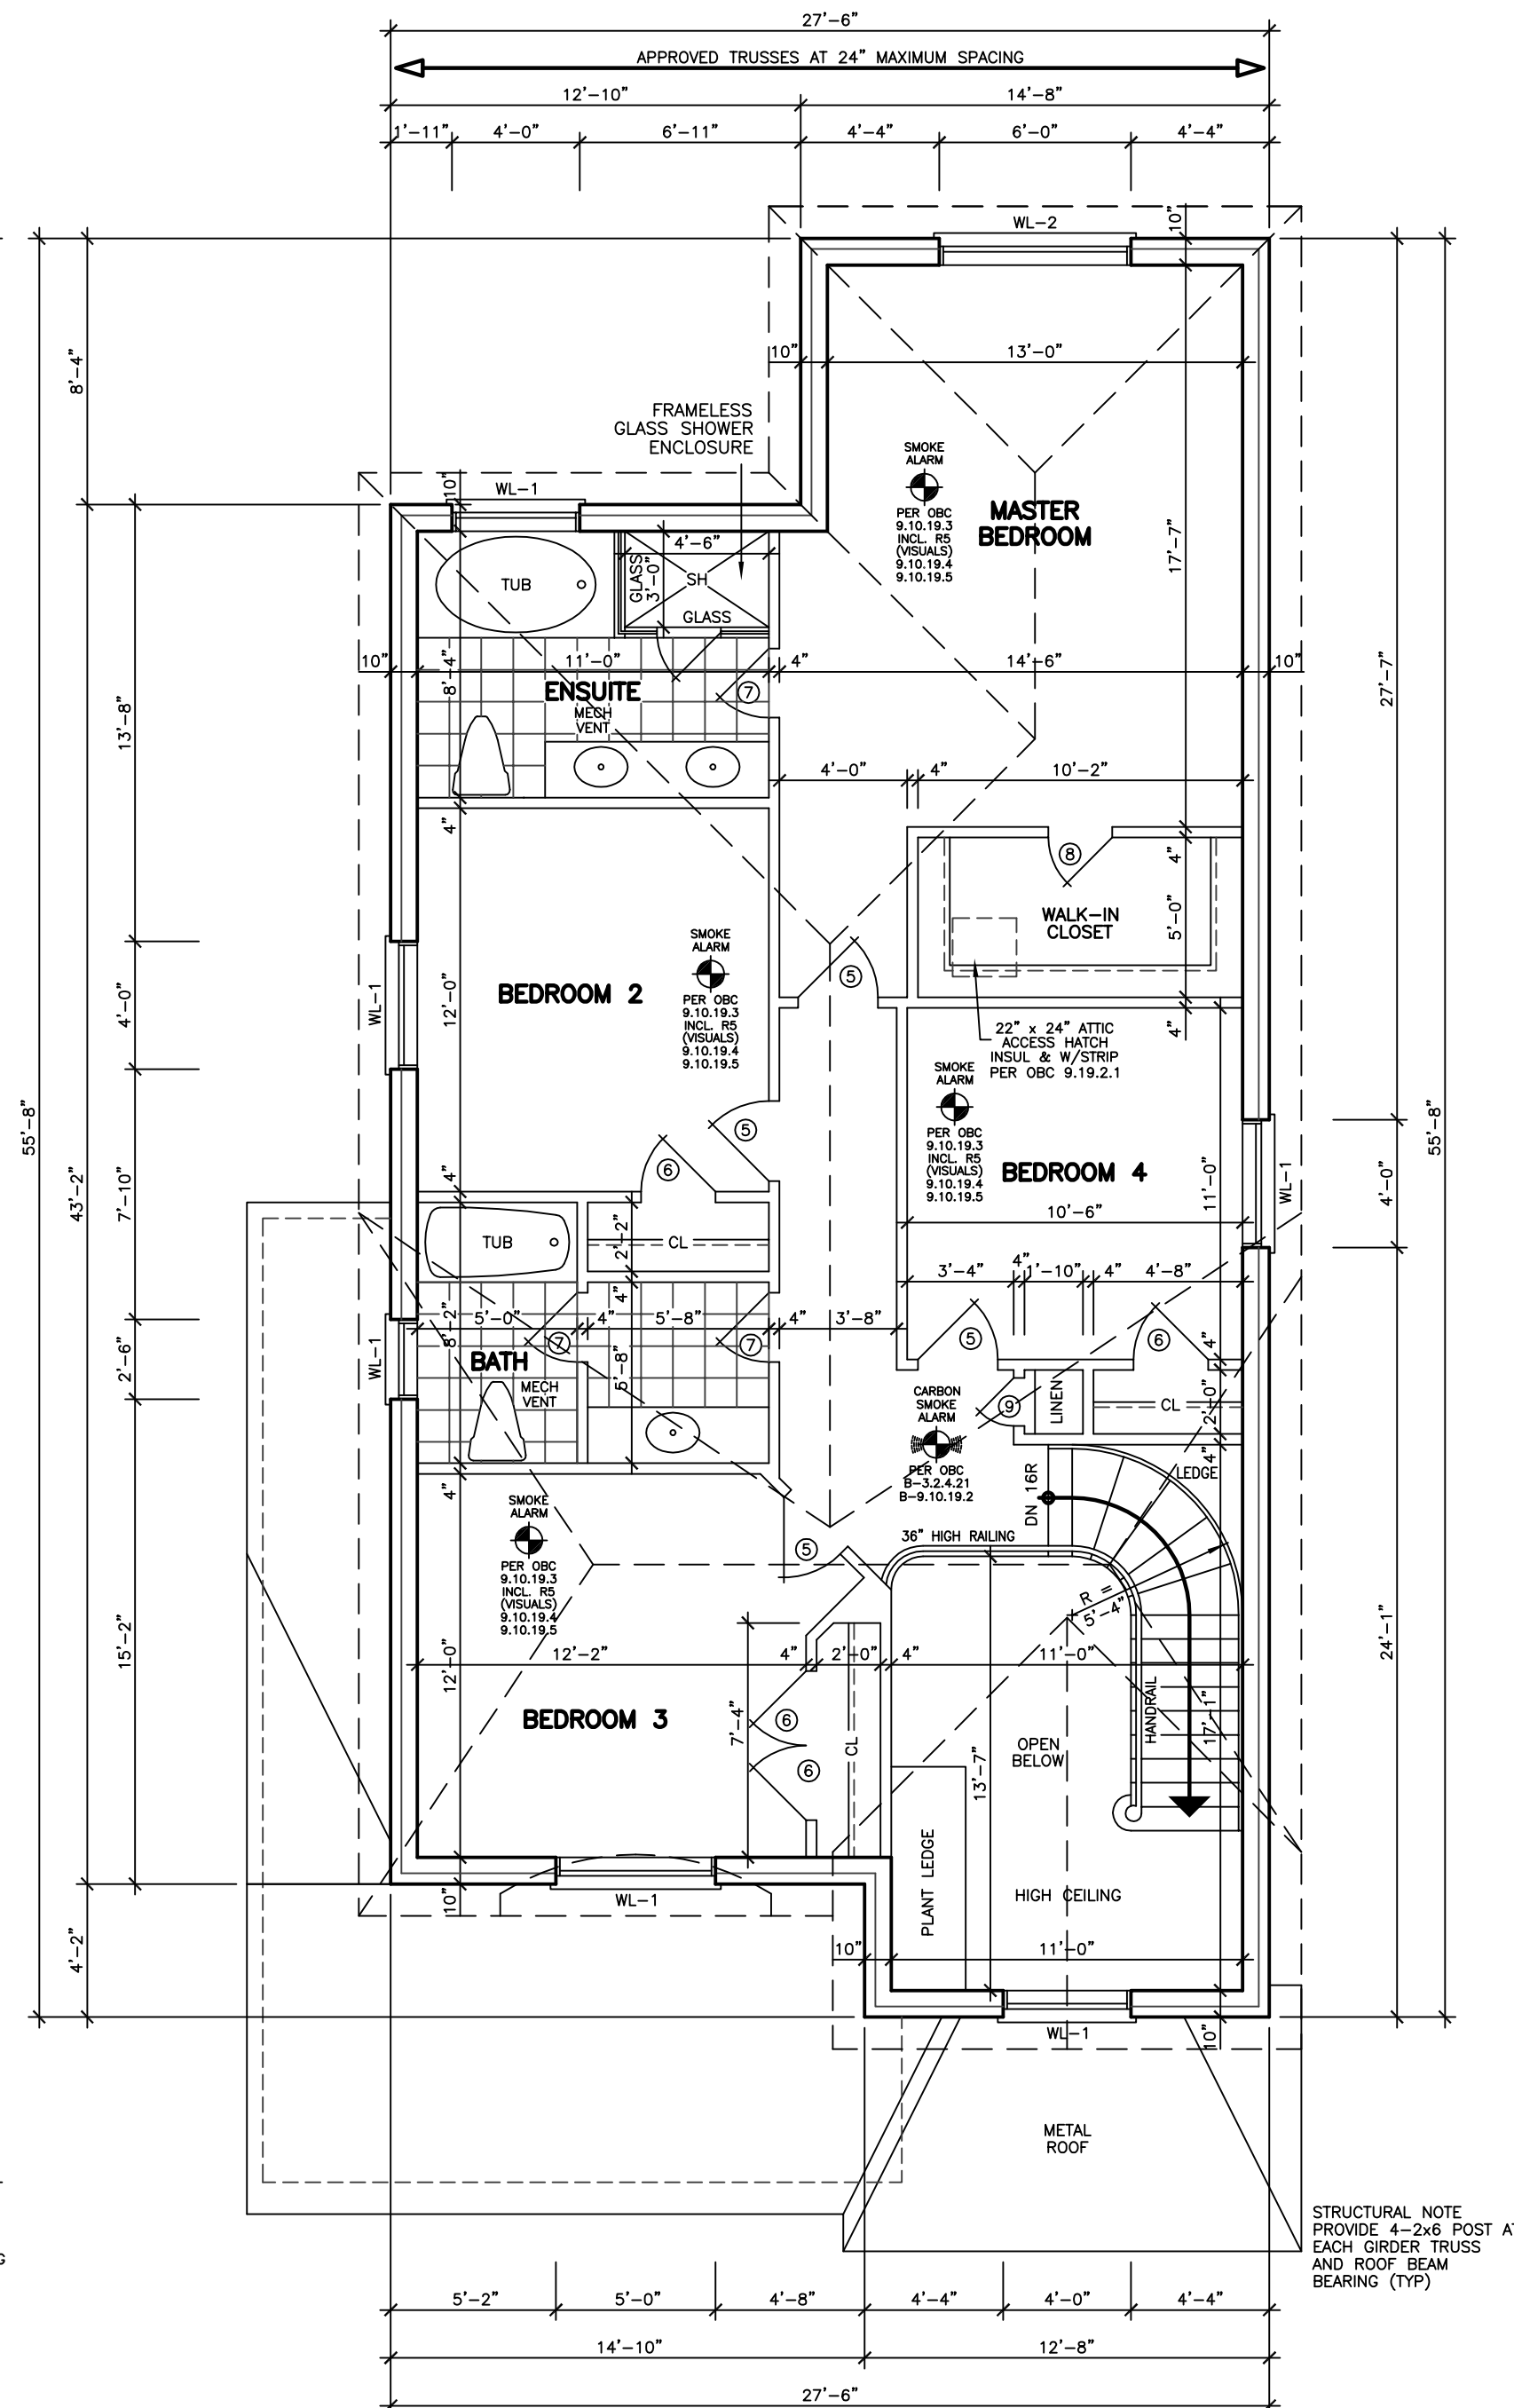 27'-6"
APPROVED TRUSSES AT 24" MAXIMUM SPACING
12'-10" 14'-8"
1'-11" 4'-0" 6'-11" 4'-4" 6'-0" 4'-4"
WL-2
10"
10" 13'-0"
8'-4"
FRAMELESS
GLASS SHOWER
ENCLOSURE
SMOKE
ALARM
PER OBC
9.10.19.3
INCL. R5
(VISUALS)
9.10.19.4
9.10.19.5
MASTER
BEDROOM
17'-7"
WL-1
10"
TUB
GLASS
3'-0"
4'-6"
SH
GLASS
10" 11'-0" 4" 14'-6" 10"
8'-4"
ENSUITE
MECH
VENT
7
13'-8"
27'-7"
4'-0" 4" 10'-2"
4"
8
4"
WALK-IN
CLOSET
5'-0"
SMOKE
ALARM
PER OBC
9.10.19.3
INCL. R5
(VISUALS)
9.10.19.4
9.10.19.5
BEDROOM 2
12'-0"
WL-1
4'-0"
5
4"
22" x 24" ATTIC
ACCESS HATCH
INSUL & W/STRIP
PER OBC 9.19.2.1
SMOKE
ALARM
PER OBC
9.10.19.3
INCL. R5
(VISUALS)
9.10.19.4
9.10.19.5
BEDROOM 4
11'-0"
WL-1
4'-0"
55'-8"
43'-2"
7'-10"
55'-8"
5
6
4"
10'-6"
TUB
2'-2"
CL
4"
3'-4" 1'-10" 4" 4'-8"
4"
5'-0" 4" 5'-8" 4" 3'-8"
8'-2"
7
7
5
6
4"
WL-1
2'-6"
BATH
MECH
VENT
5'-8"
CARBON
SMOKE
ALARM
PER OBC
B-3.2.4.21
B-9.10.19.2
9
LINEN
CL
2'-0"
4"
LEDGE
DN 16R
4"
SMOKE
ALARM
PER OBC
9.10.19.3
INCL. R5
(VISUALS)
9.10.19.4
9.10.19.5
5
36" HIGH RAILING
R =
5'-4"
15'-2"
24'-1"
12'-0"
12'-2" 4" 2'-0" 4" 11'-0"
BEDROOM 3
7'-4"
6
6
CL
HANDRAIL
17'-1"
OPEN
BELOW
13'-7"
PLANT LEDGE
HIGH CEILING
10"
WL-1
4'-2"
10" 11'-0"
WL-1
10"
METAL
ROOF
STRUCTURAL NOTE
PROVIDE 4-2x6 POST AT
EACH GIRDER TRUSS
AND ROOF BEAM
BEARING (TYP)
G
5'-2" 5'-0" 4'-8" 4'-4" 4'-0" 4'-4"
14'-10" 12'-8"
27'-6"